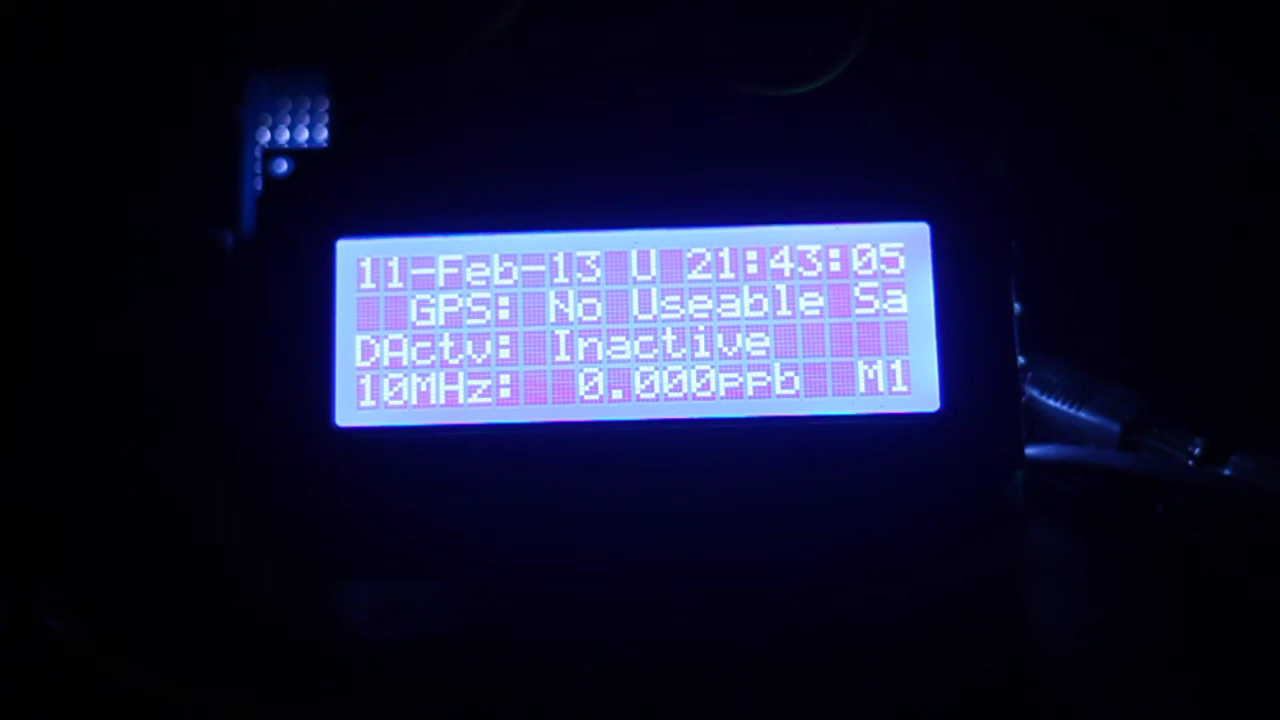 11-Feb-13 U 21:43:05
GPS: No Useable Sa
DActv: Inactive
10MHz: 0.000ppb M1